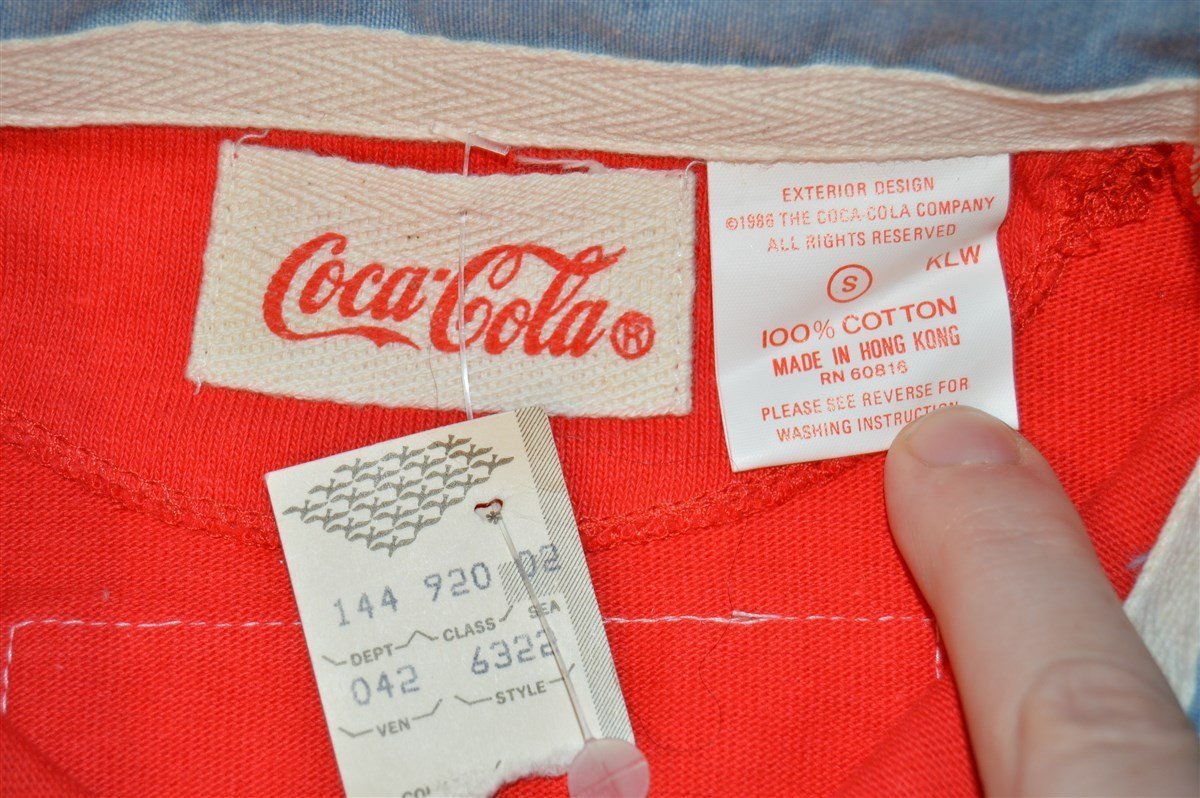 Coca-Cola ®
EXTERIOR DESIGN
©1986 THE COCA-COLA COMPANY
ALL RIGHTS RESERVED
S KLW
100% COTTON
MADE IN HONG KONG
RN 60816
PLEASE SEE REVERSE FOR
WASHING INSTRUCTION
144 920 02
DEPT CLASS SEA
042 6322
VEN STYLE